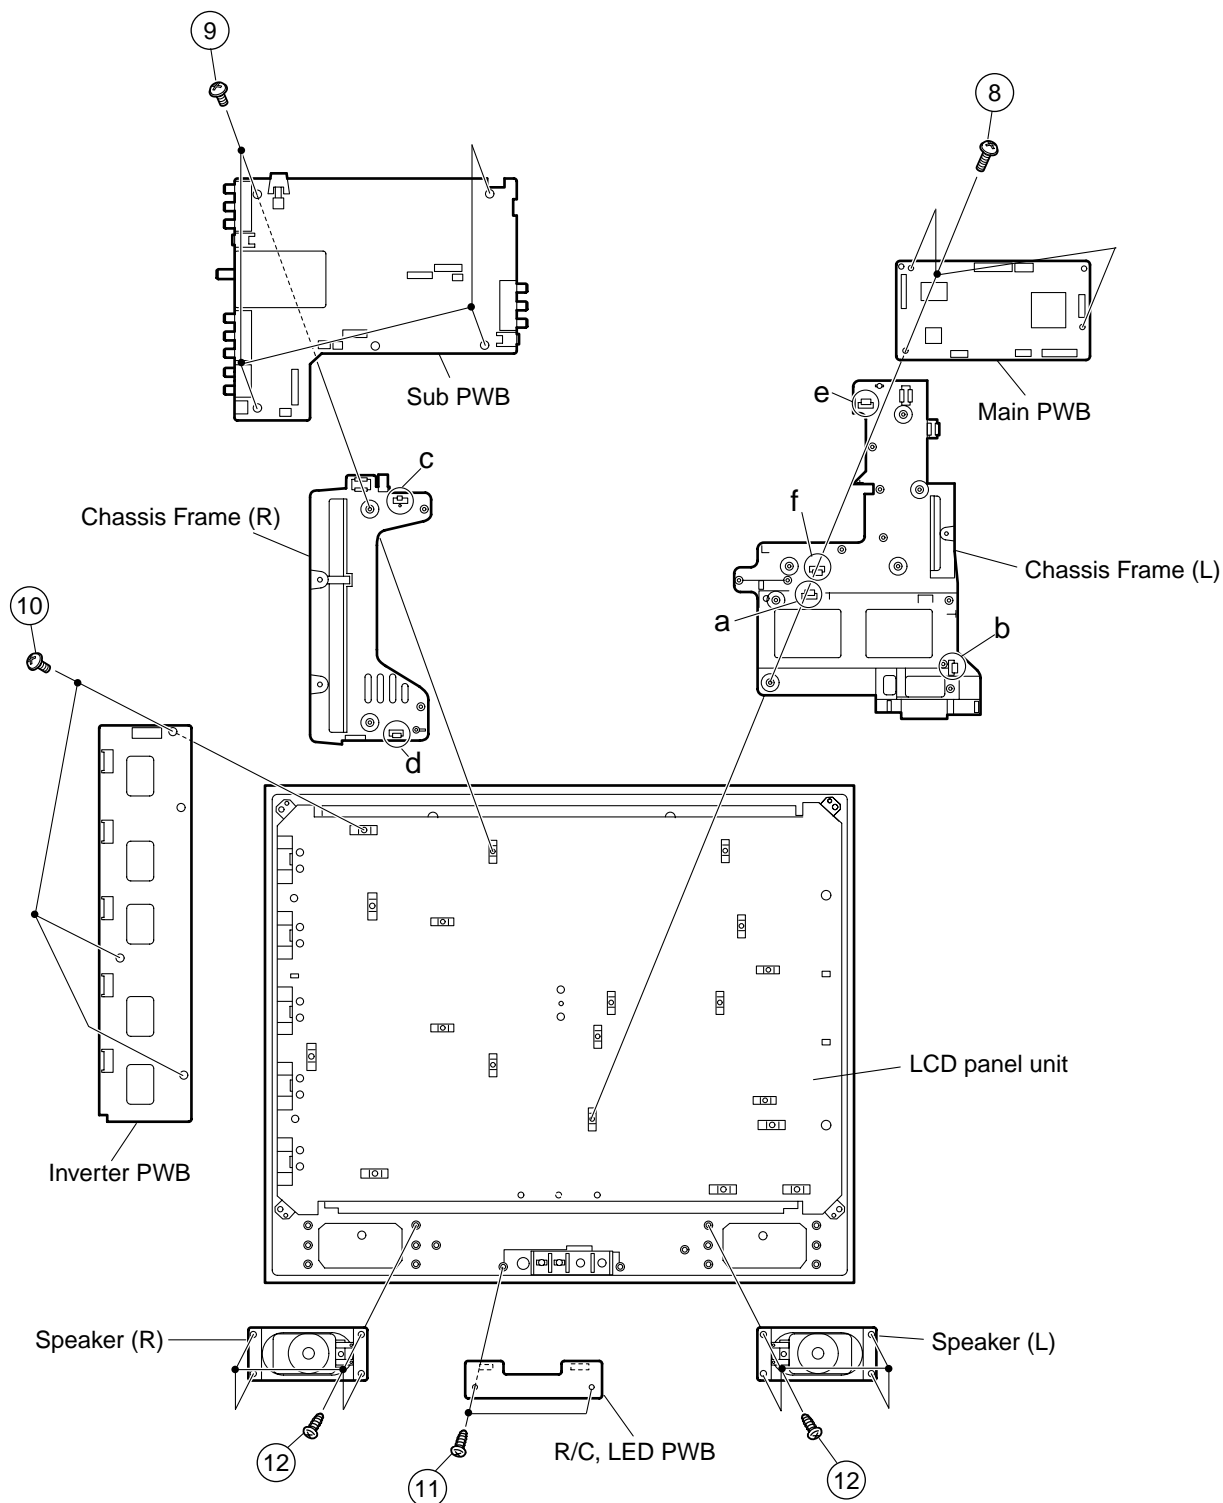 9
8
Sub PWB
Main PWB
e
c
Chassis Frame (R)
f
Chassis Frame (L)
10
a
b
d
LCD panel unit
Inverter PWB
Speaker (R)
Speaker (L)
R/C, LED PWB
12
11
12